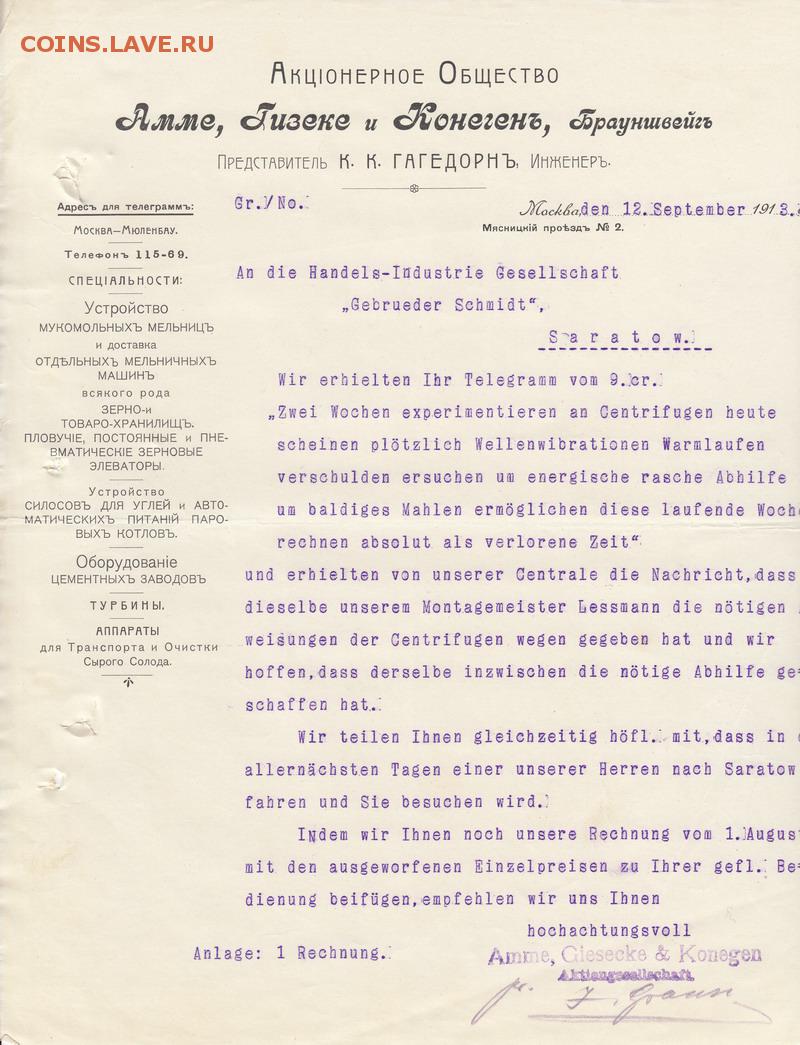 COINS.LAVE.RU
Акціонерное Общество
Амме, Гизеке и Конегенъ, Брауншвейгъ
Представитель К. К. ГАГЕДОРНЪ, Инженеръ.
Адресъ для телеграммъ:
Москва—Мюленбау.
Телефонъ 115-69.
СПЕЦІАЛЬНОСТИ:
Устройство
МУКОМОЛЬНЫХЪ МЕЛЬНИЦЪ
и доставка
ОТДѢЛЬНЫХЪ МЕЛЬНИЧНЫХЪ
МАШИНЪ
всякого рода
ЗЕРНО-и
ТОВАРО-ХРАНИЛИЩЪ.
ПЛОВУЧІЕ, ПОСТОЯННЫЕ и ПНЕ-
ВМАТИЧЕСКІЕ ЗЕРНОВЫЕ
ЭЛЕВАТОРЫ.
Устройство
СИЛОСОВЪ ДЛЯ УГЛЕЙ и АВТО-
МАТИЧЕСКИХЪ ПИТАНІЙ ПАРО-
ВЫХЪ КОТЛОВЪ.
Оборудованіе
ЦЕМЕНТНЫХЪ ЗАВОДОВЪ
ТУРБИНЫ.
АППАРАТЫ
для Транспорта и Очистки
Сырого Солода.
Gr./No.
Москва, den 12. September 1913.
Мясницкій проѣздъ № 2.
An die Handels-Industrie Gesellschaft
„Gebrueder Schmidt“,
Saratow.
Wir erhielten Ihr Telegramm vom 9. cr.
„Zwei Wochen experimentieren an Centrifugen heute
scheinen plötzlich Wellenwibrationen Warmlaufen
verschulden ersuchen um energische rasche Abhilfe
um baldiges Mahlen ermöglichen diese laufende Woch
rechnen absolut als verlorene Zeit“
und erhielten von unserer Centrale die Nachricht, dass
dieselbe unserem Montagemeister Lessmann die nötigen
weisungen der Centrifugen wegen gegeben hat und wir
hoffen, dass derselbe inzwischen die nötige Abhilfe ge=
schaffen hat.
Wir teilen Ihnen gleichzeitig höfl. mit, dass in
allernächsten Tagen einer unserer Herren nach Saratow
fahren und Sie besuchen wird.
Indem wir Ihnen noch unsere Rechnung vom 1. Augus
mit den ausgeworfenen Einzelpreisen zu Ihrer gefl. Be=
dienung beifügen, empfehlen wir uns Ihnen
hochachtungsvoll
Anlage: 1 Rechnung.
Amme, Giesecke & Konegen
Aktiengesellschaft